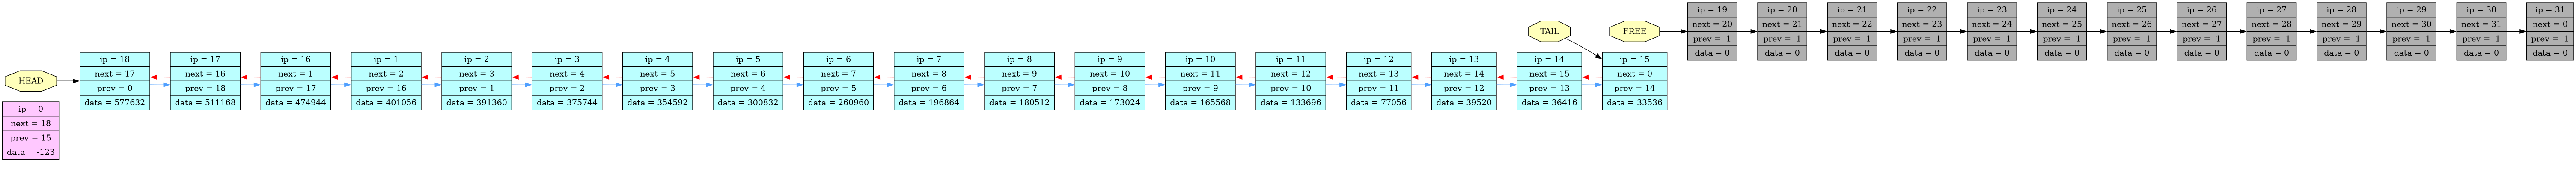 HEAD
ip = 0
next = 18
prev = 15
data = -123
ip = 18
next = 17
prev = 0
data = 577632
ip = 17
next = 16
prev = 18
data = 511168
ip = 16
next = 1
prev = 17
data = 474944
ip = 1
next = 2
prev = 16
data = 401056
ip = 2
next = 3
prev = 1
data = 391360
ip = 3
next = 4
prev = 2
data = 375744
ip = 4
next = 5
prev = 3
data = 354592
ip = 5
next = 6
prev = 4
data = 300832
ip = 6
next = 7
prev = 5
data = 260960
ip = 7
next = 8
prev = 6
data = 196864
ip = 8
next = 9
prev = 7
data = 180512
ip = 9
next = 10
prev = 8
data = 173024
ip = 10
next = 11
prev = 9
data = 165568
ip = 11
next = 12
prev = 10
data = 133696
ip = 12
next = 13
prev = 11
data = 77056
ip = 13
next = 14
prev = 12
data = 39520
ip = 14
next = 15
prev = 13
data = 36416
TAIL
ip = 15
next = 0
prev = 14
data = 33536
FREE
ip = 19
next = 20
prev = -1
data = 0
ip = 20
next = 21
prev = -1
data = 0
ip = 21
next = 22
prev = -1
data = 0
ip = 22
next = 23
prev = -1
data = 0
ip = 23
next = 24
prev = -1
data = 0
ip = 24
next = 25
prev = -1
data = 0
ip = 25
next = 26
prev = -1
data = 0
ip = 26
next = 27
prev = -1
data = 0
ip = 27
next = 28
prev = -1
data = 0
ip = 28
next = 29
prev = -1
data = 0
ip = 29
next = 30
prev = -1
data = 0
ip = 30
next = 31
prev = -1
data = 0
ip = 31
next = 0
prev = -1
data = 0